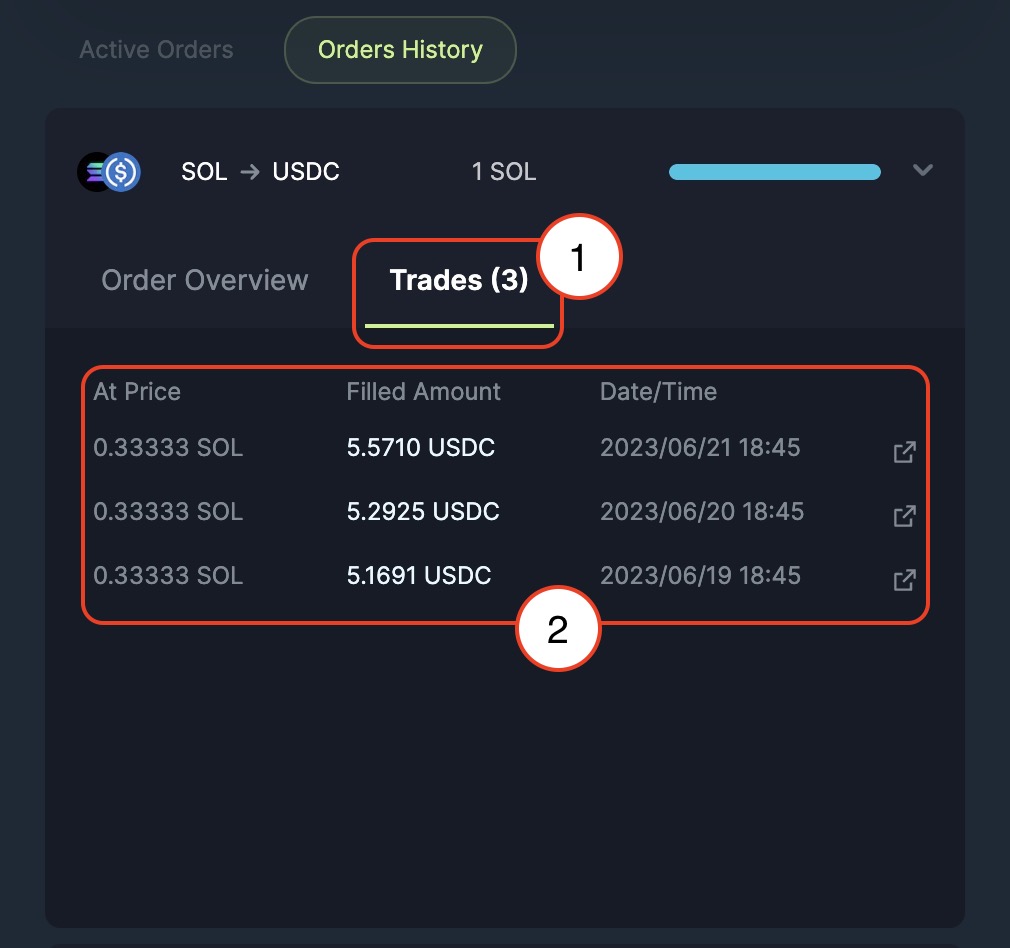 Active Orders Orders History
SOL → USDC 1 SOL
1
Order Overview Trades (3)
At Price Filled Amount Date/Time
0.33333 SOL 5.5710 USDC 2023/06/21 18:45
0.33333 SOL 5.2925 USDC 2023/06/20 18:45
0.33333 SOL 5.1691 USDC 2023/06/19 18:45
2